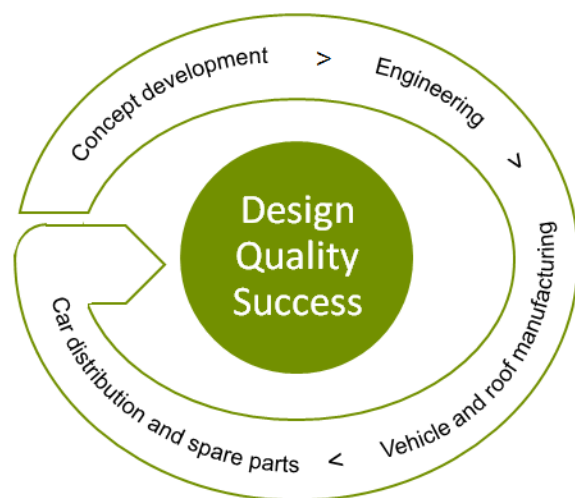 Concept development
>
Engineering
>
Vehicle and roof manufacturing
<
Car distribution and spare parts
Design
Quality
Success